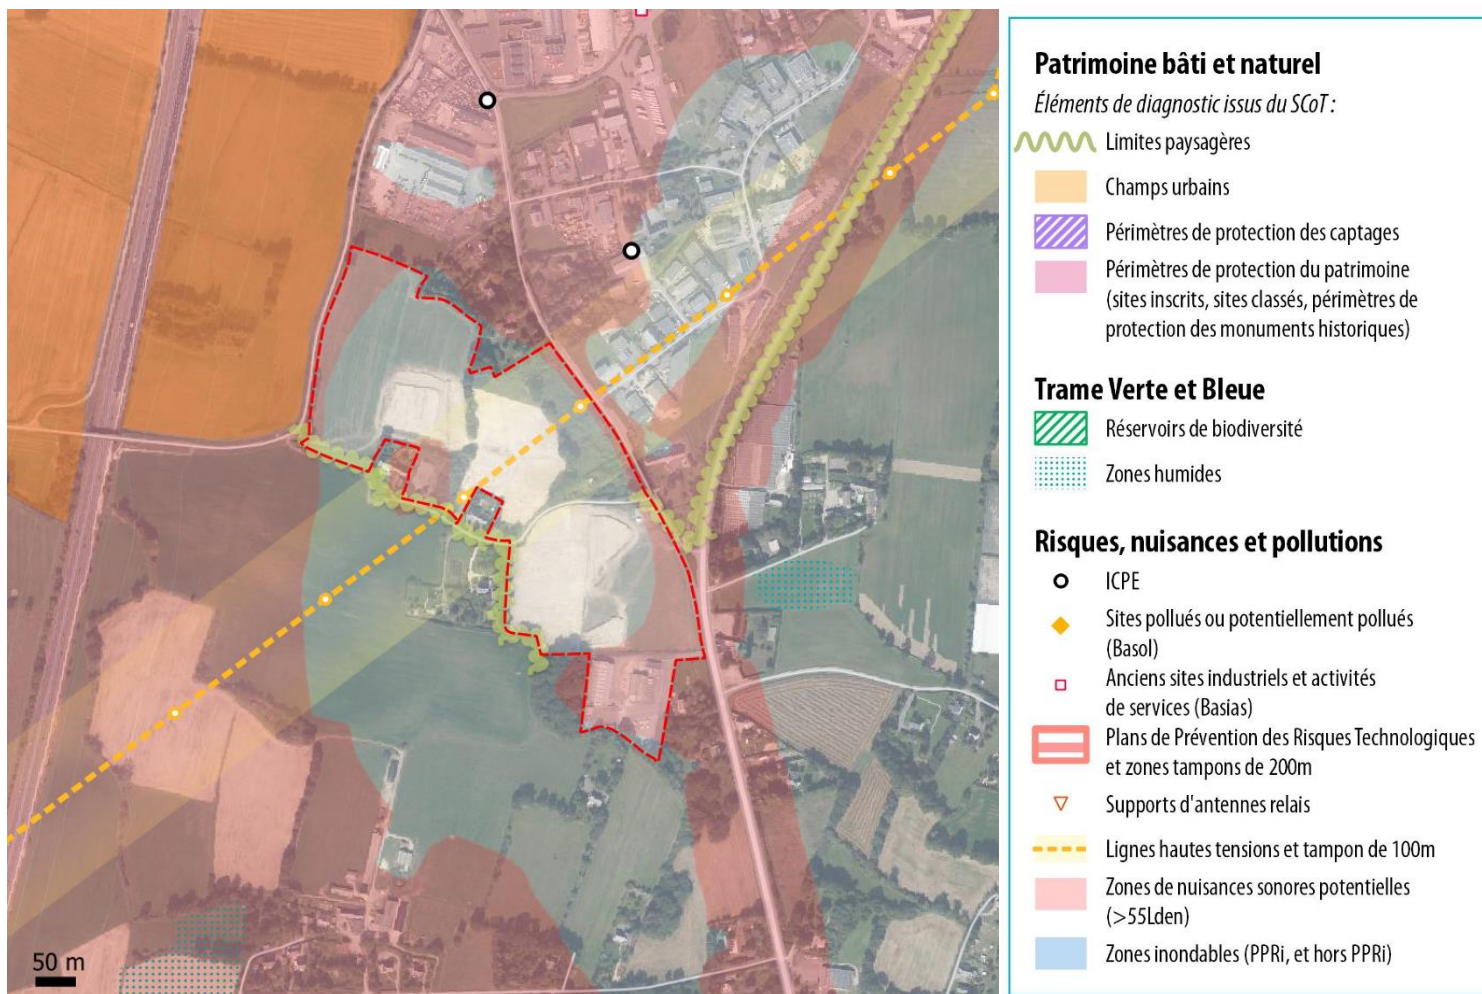 Patrimoine bâti et naturel
Éléments de diagnostic issus du SCoT :
Limites paysagères
Champs urbains
Périmètres de protection des captages
Périmètres de protection du patrimoine
(sites inscrits, sites classés, périmètres de
protection des monuments historiques)
Trame Verte et Bleue
Réservoirs de biodiversité
Zones humides
Risques, nuisances et pollutions
ICPE
Sites pollués ou potentiellement pollués
(Basol)
Anciens sites industriels et activités
de services (Basias)
Plans de Prévention des Risques Technologiques
et zones tampons de 200m
Supports d'antennes relais
Lignes hautes tensions et tampon de 100m
Zones de nuisances sonores potentielles
(>55Lden)
Zones inondables (PPRi, et hors PPRi)
50 m